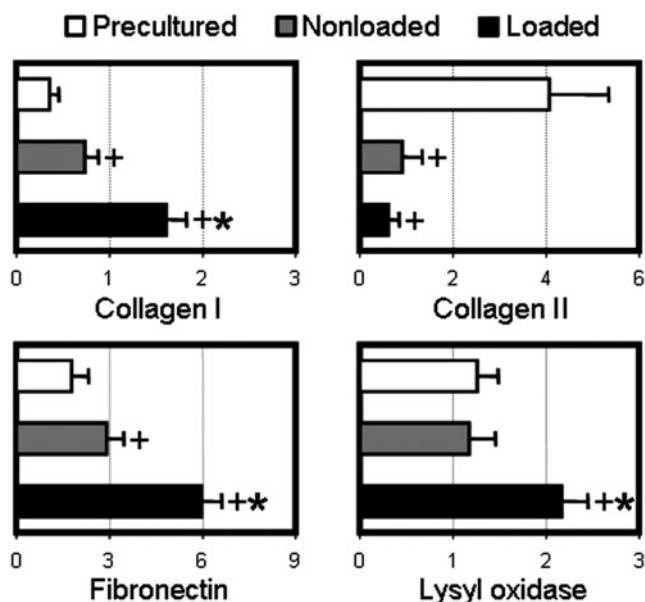 Precultured Nonloaded Loaded
+
+*
0 1 2 3
Collagen I
+
+
0 2 4 6
Collagen II
+
+*
0 3 6 9
Fibronectin
+*
0 1 2 3
Lysyl oxidase